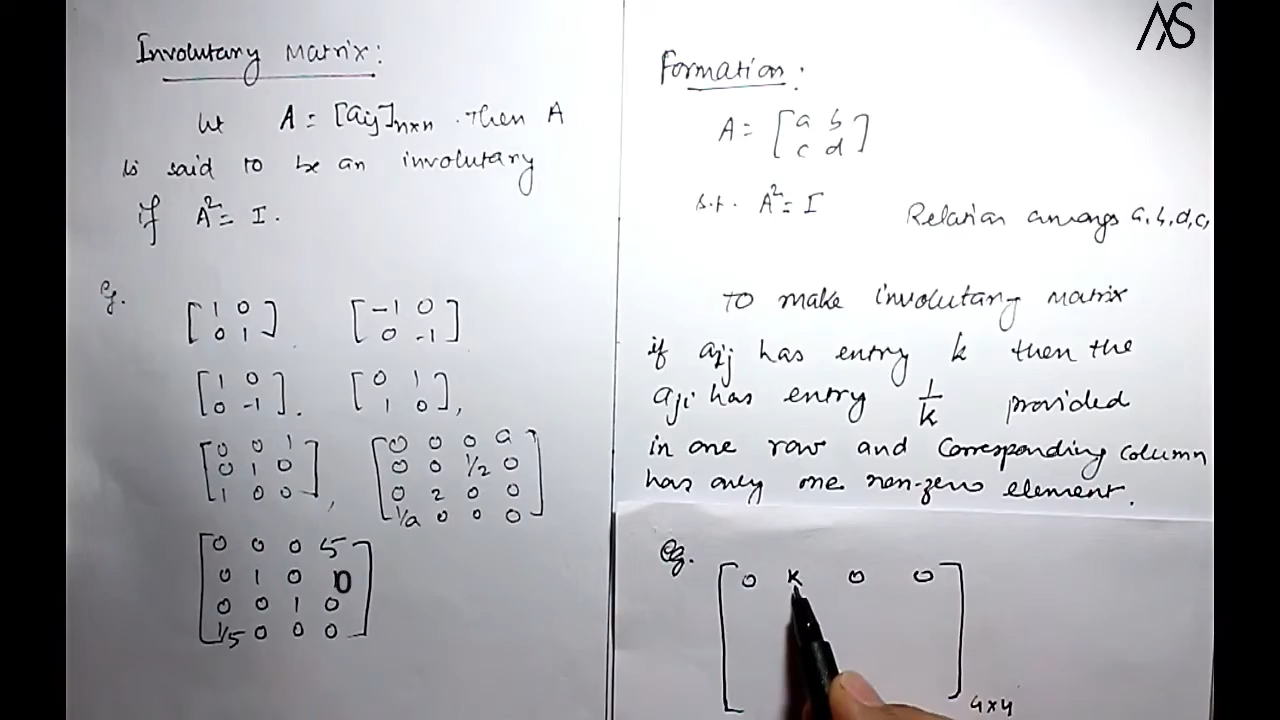 Involutary Matrix:
Let A = [aij]n×n . Then A
is said to be an involutary
if A² = I.
eg.
[1 0
0 1]
[-1 0
0 -1]
[1 0
0 -1].
[0 1
1 0],
[0 0 1
0 1 0
1 0 0],
[0 0 0 a
0 0 1/2 0
0 2 0 0
1/a 0 0 0]
[0 0 0 5
0 1 0 0
0 0 1 0
1/5 0 0 0]
NS
Formation:
A = [a b
c d]
s.t. A² = I
Relation amongs a, b, d, c,
To make involutary matrix
if aij has entry k then the
aji has entry 1/k provided
in one row and corresponding column
has only one non-zero element.
eg.
[0 k 0 0]
4×4